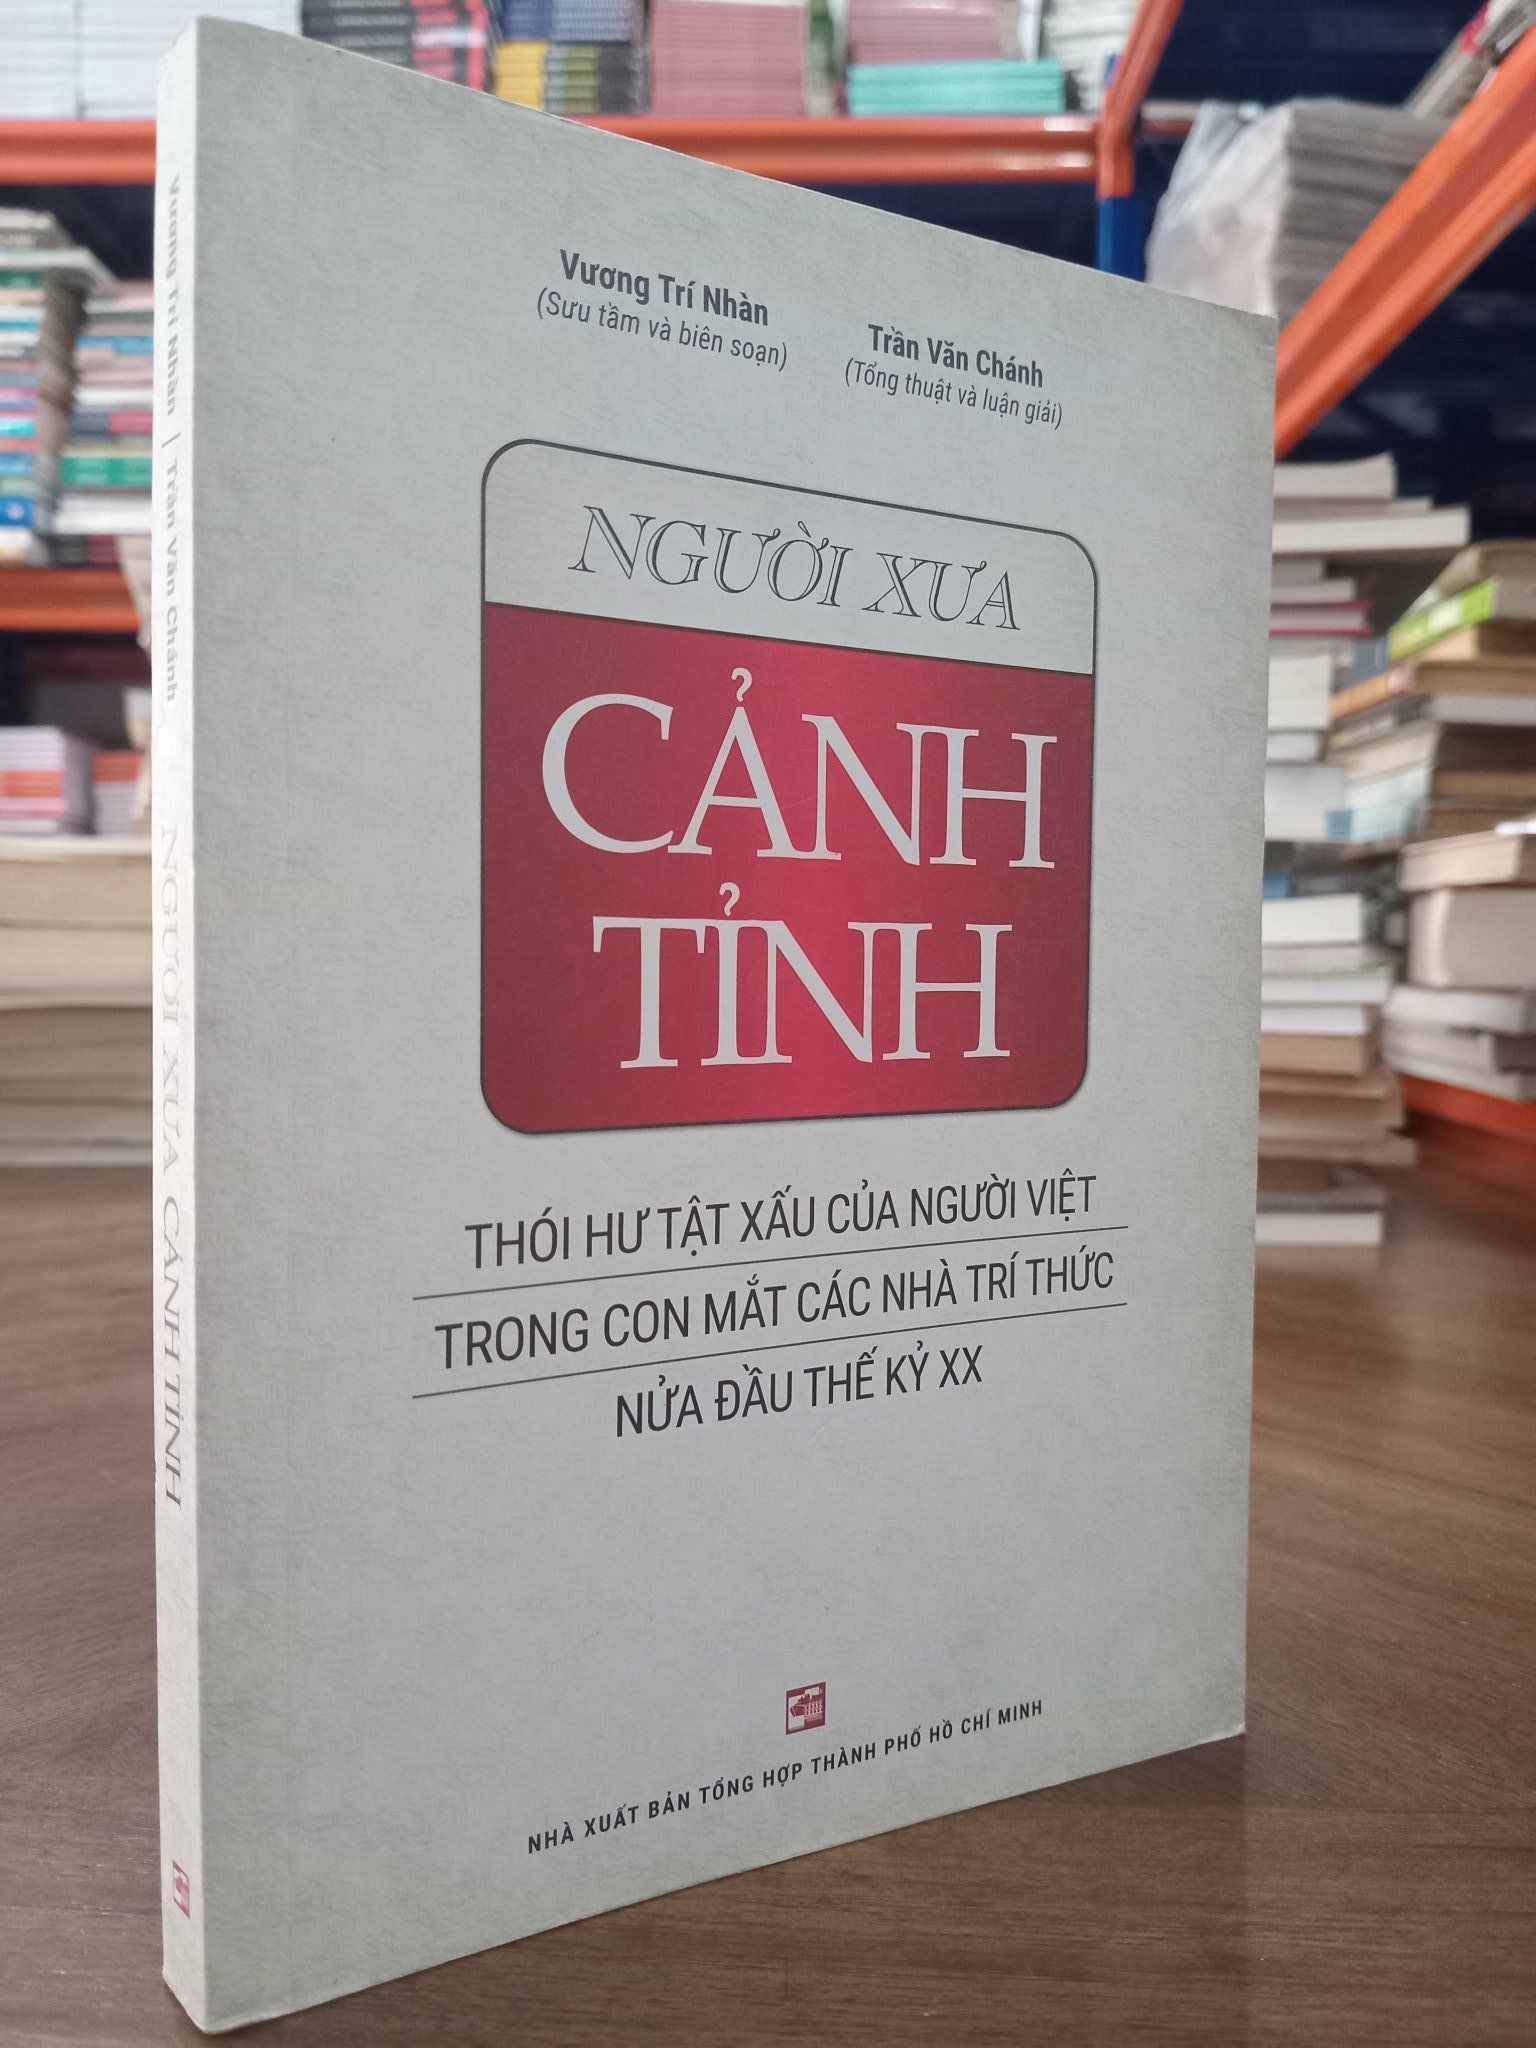 Vương Trí Nhàn
(Sưu tầm và biên soạn)
Trần Văn Chánh
(Tổng thuật và luận giải)
NGƯỜI XƯA
CẢNH
TỈNH
THÓI HƯ TẬT XẤU CỦA NGƯỜI VIỆT
TRONG CON MẮT CÁC NHÀ TRÍ THỨC
NỬA ĐẦU THẾ KỶ XX
NHÀ XUẤT BẢN TỔNG HỢP THÀNH PHỐ HỒ CHÍ MINH
Vương Trí Nhàn | Trần Văn Chánh NGƯỜI XƯA CẢNH TỈNH